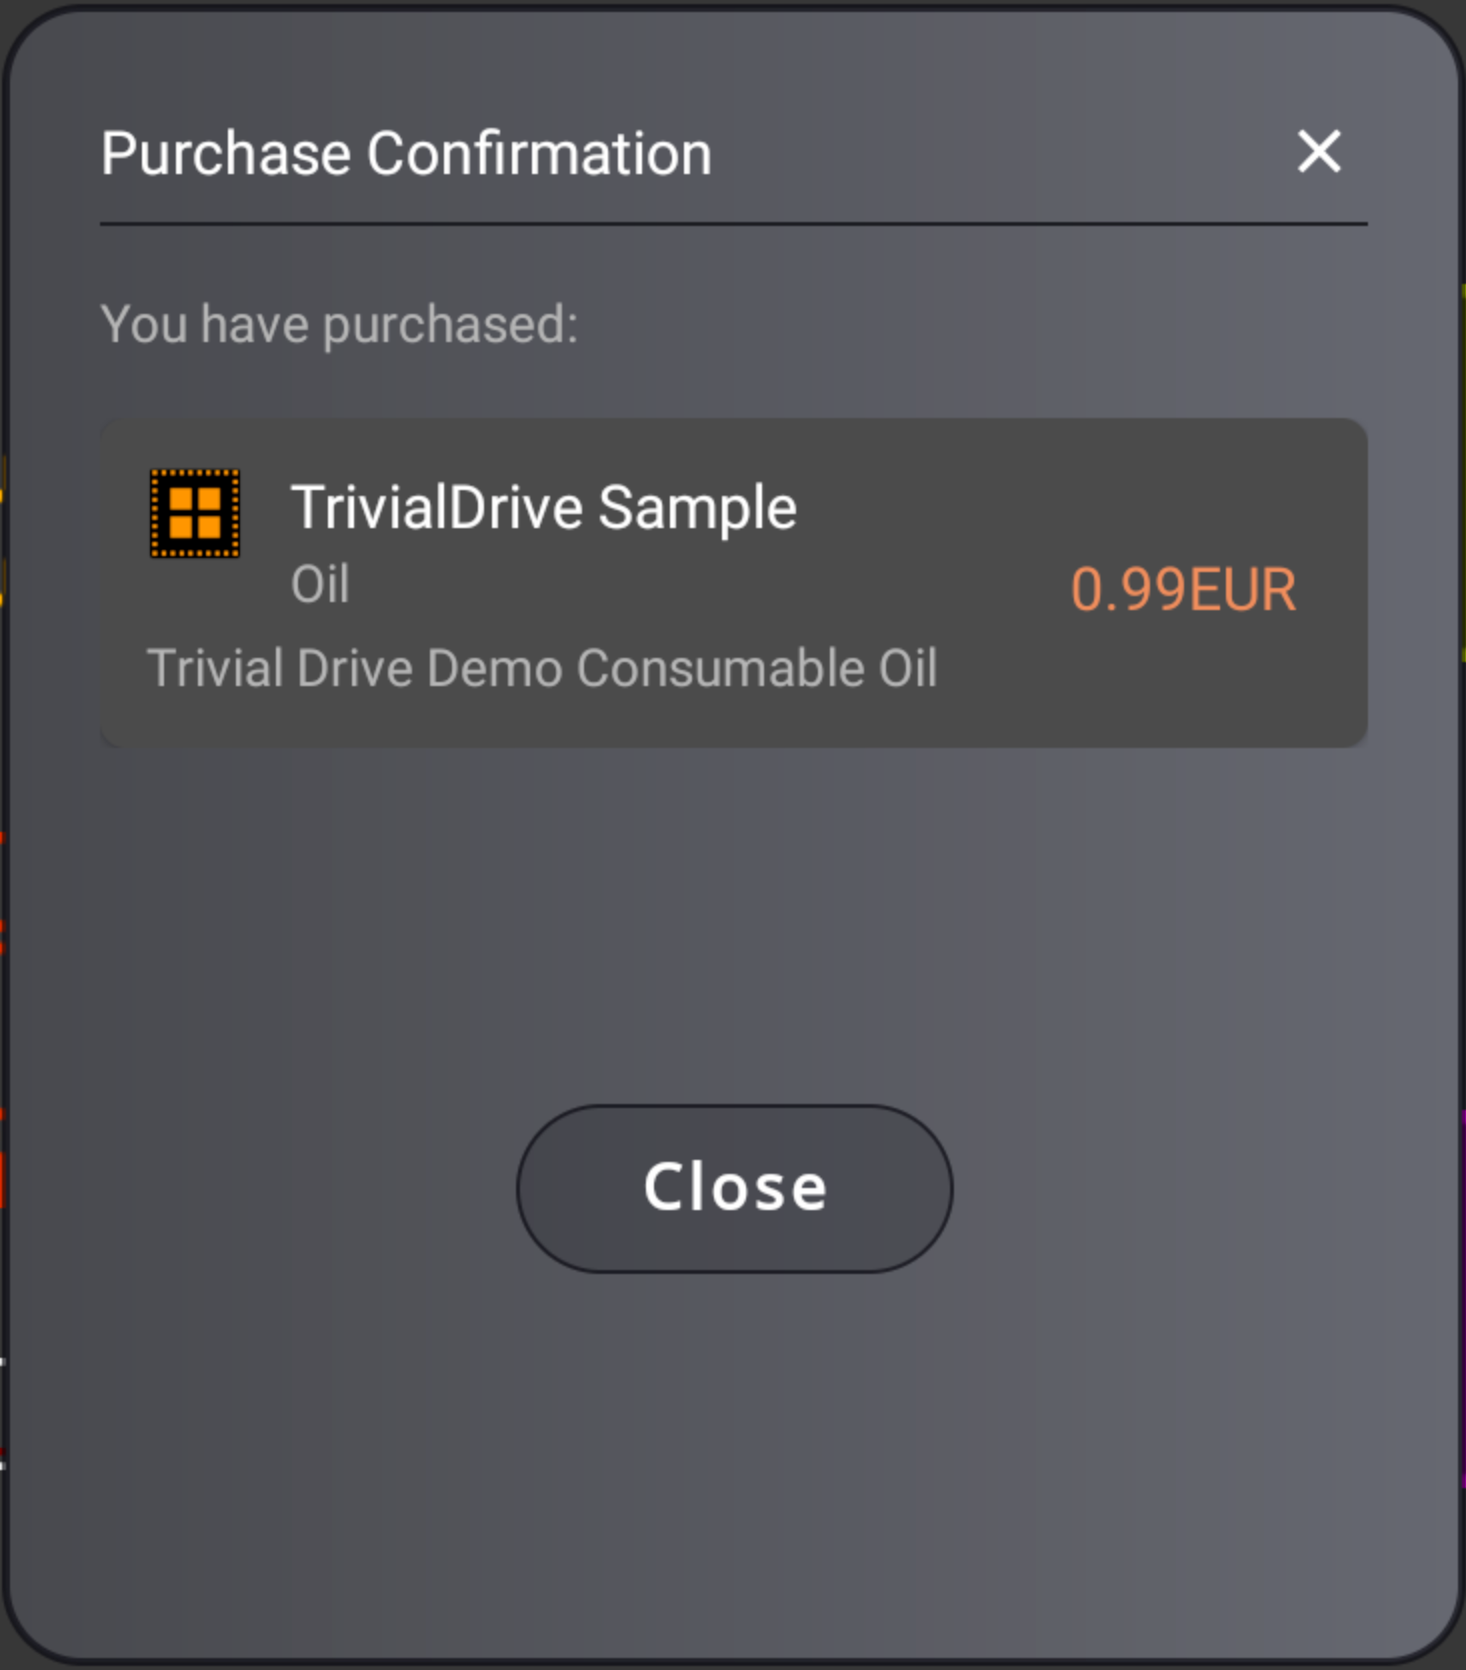 Purchase Confirmation
You have purchased:
TrivialDrive Sample
Oil
0.99EUR
Trivial Drive Demo Consumable Oil
Close